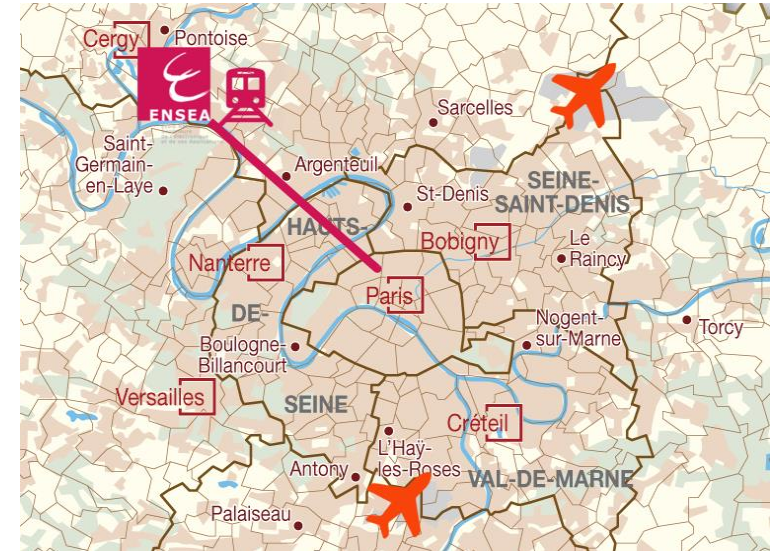 Cergy
Pontoise
ENSEA
Sarcelles
Saint-
Germain-
en-Laye
Argenteuil
St-Denis
SEINE-
SAINT-DENIS
HAUTS-
Bobigny
Le
Raincy
Nanterre
Paris
DE-
Nogent-
sur-Marne
Torcy
Boulogne-
Billancourt
Versailles
SEINE
Créteil
L'Haÿ-
les-Roses
Antony
VAL-DE-MARNE
Palaiseau